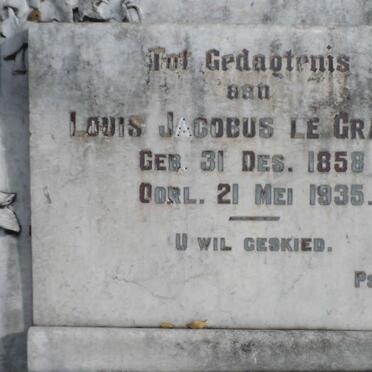 Tot Gedagtenis
aan
Louis Jacobus le
Geb. 31 Des. 1858
Oorl. 21 Mei 1935.
U wil geskied.